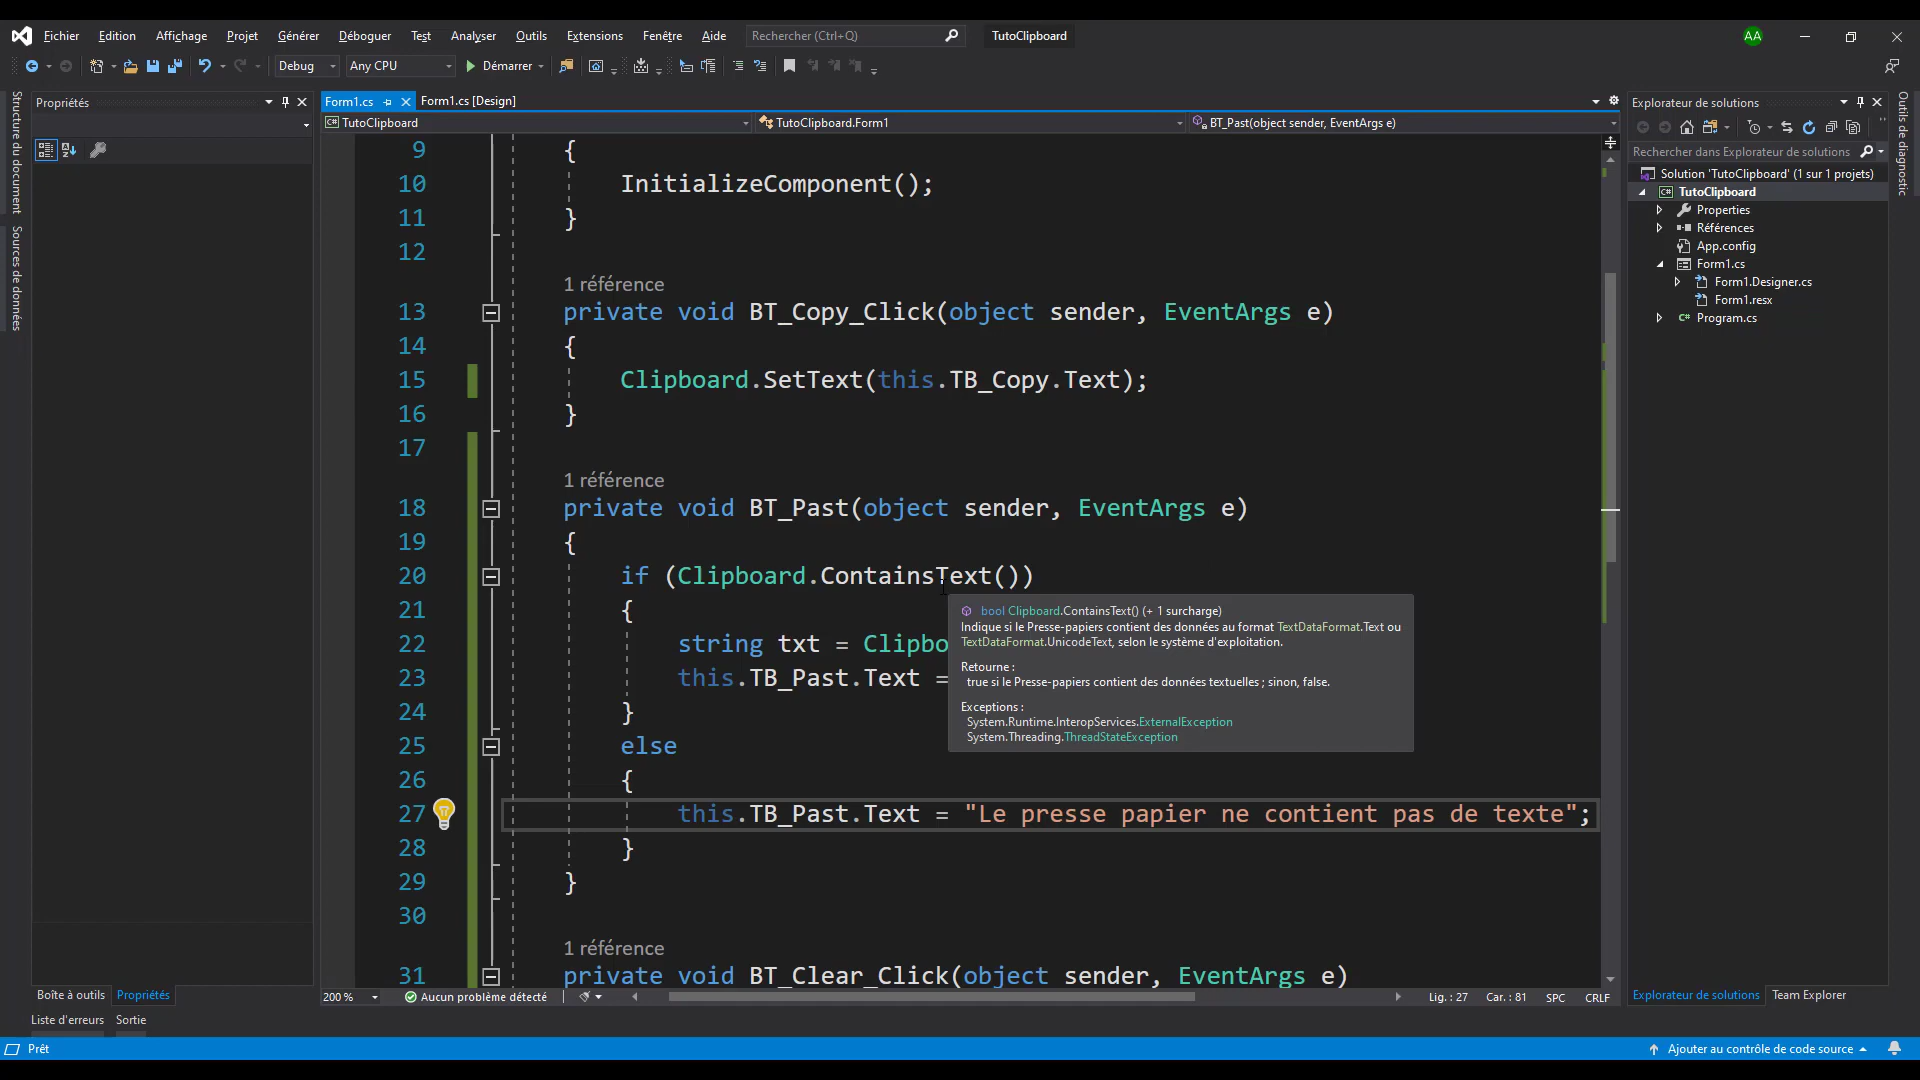 Fichier Edition Affichage Projet Générer Déboguer Test Analyser Outils Extensions Fenêtre Aide Rechercher (Ctrl+Q) TutoClipboard AA
Debug Any CPU Démarrer
Structure du document
Sources de données
Propriétés
Form1.cs Form1.cs [Design]
TutoClipboard TutoClipboard.Form1 BT_Past(object sender, EventArgs e)
9 {
10 InitializeComponent();
11 }
12
1 référence
13 private void BT_Copy_Click(object sender, EventArgs e)
14 {
15 Clipboard.SetText(this.TB_Copy.Text);
16 }
17
1 référence
18 private void BT_Past(object sender, EventArgs e)
19 {
20 if (Clipboard.ContainsText())
21 {
22 string txt = Clipbo
23 this.TB_Past.Text =
24 }
25 else
26 {
27 this.TB_Past.Text = "Le presse papier ne contient pas de texte";
28 }
29 }
30
1 référence
31 private void BT_Clear_Click(object sender, EventArgs e)
bool Clipboard.ContainsText() (+ 1 surcharge)
Indique si le Presse-papiers contient des données au format TextDataFormat.Text ou
TextDataFormat.UnicodeText, selon le système d'exploitation.
Retourne :
true si le Presse-papiers contient des données textuelles ; sinon, false.
Exceptions :
System.Runtime.InteropServices.ExternalException
System.Threading.ThreadStateException
200 % Aucun problème détecté Lig. : 27 Car. : 81 SPC CRLF
Explorateur de solutions
Rechercher dans Explorateur de solutions
Solution 'TutoClipboard' (1 sur 1 projets)
TutoClipboard
Properties
Références
App.config
Form1.cs
Form1.Designer.cs
Form1.resx
Program.cs
Outils de diagnostic
Boîte à outils Propriétés
Explorateur de solutions Team Explorer
Liste d'erreurs Sortie
Prêt Ajouter au contrôle de code source